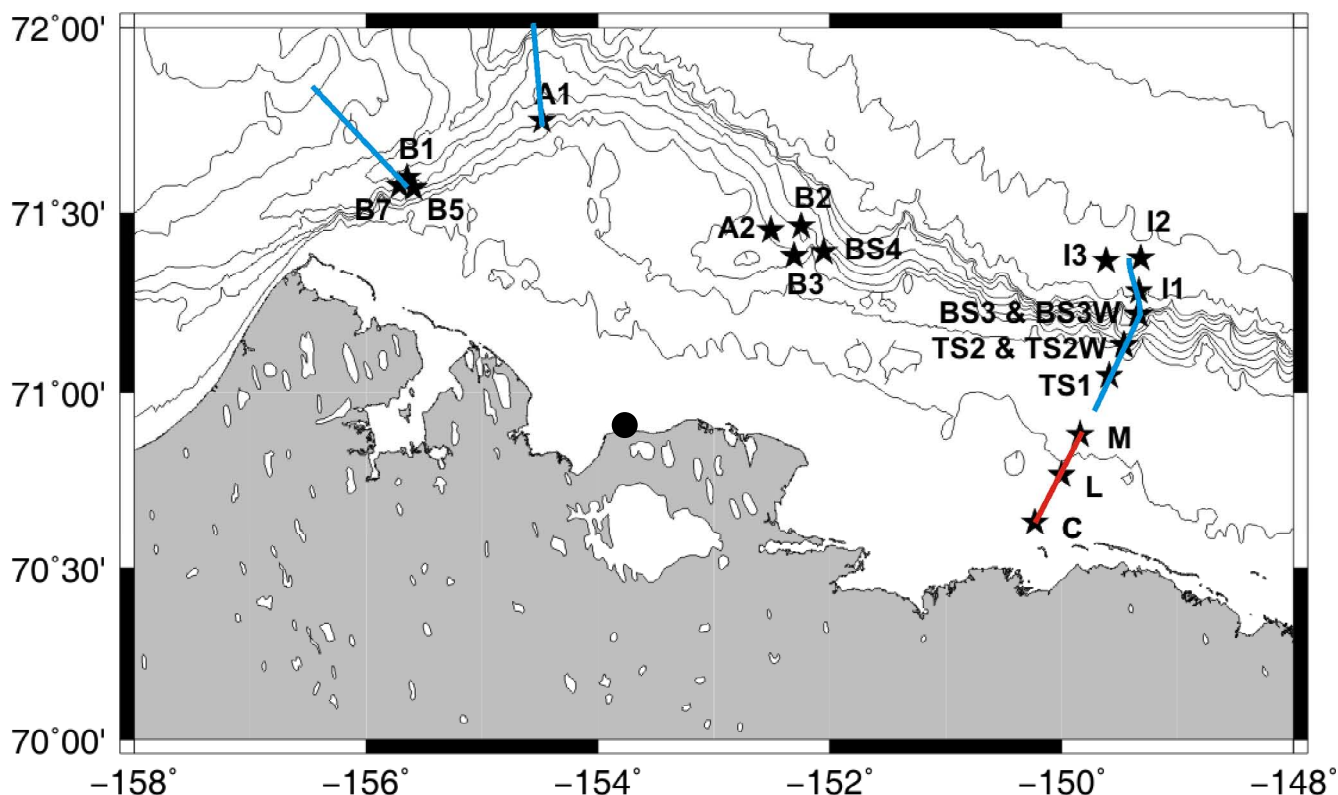 72˚00'
A1
B1
B7
B5
71˚30'
B2
A2
BS4
B3
I2
I3
I1
BS3 & BS3W
TS2 & TS2W
TS1
71˚00'
M
L
C
70˚30'
70˚00'
−158˚
−156˚
−154˚
−152˚
−150˚
−148˚